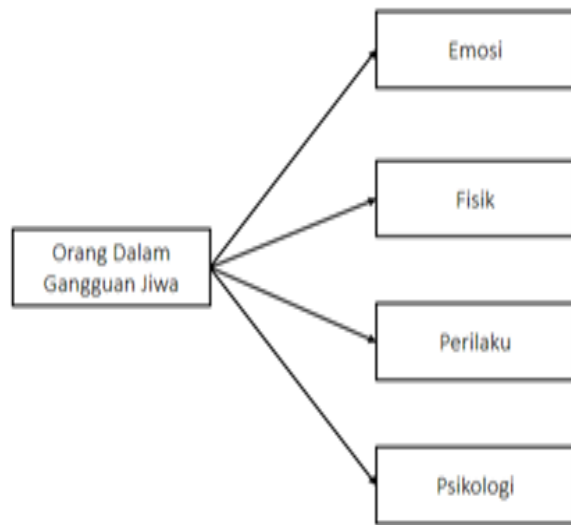 Emosi
Fisik
Orang Dalam
Gangguan Jiwa
Perilaku
Psikologi